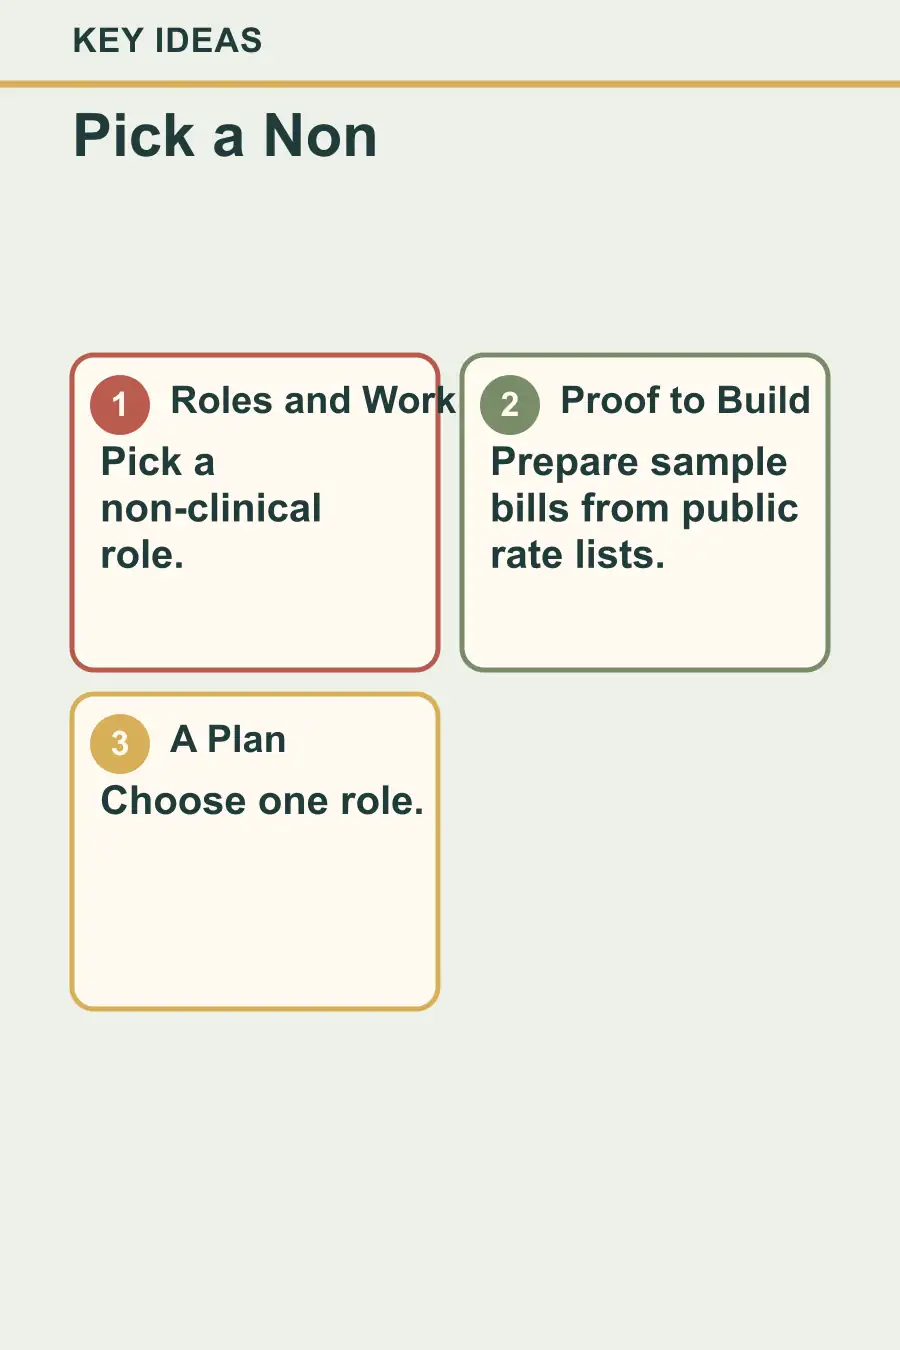 KEY IDEAS
Pick a Non
1 Roles and Work
Pick a
non-clinical
role.
2 Proof to Build
Prepare sample
bills from public
rate lists.
3 A Plan
Choose one role.